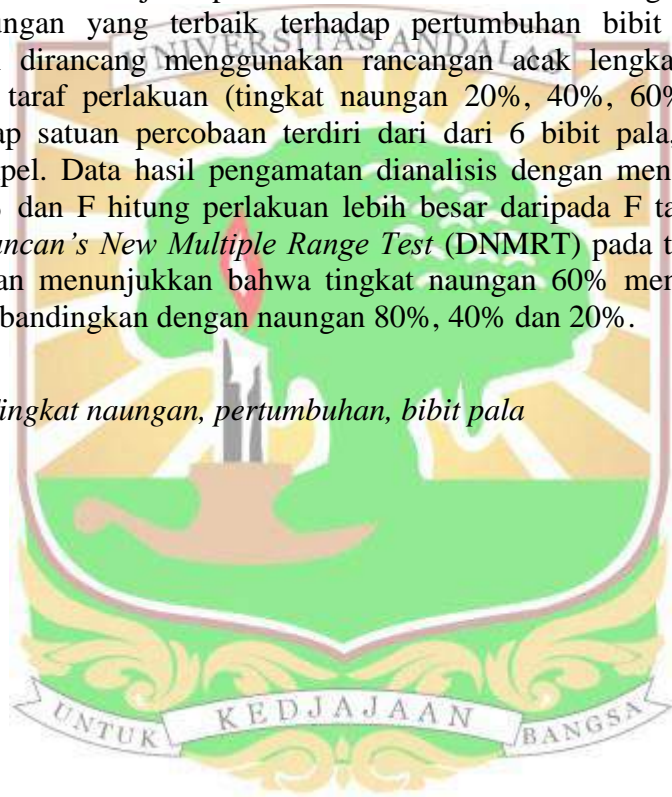 ungan yang terbaik terhadap pertumbuhan bibit
UNIVERSITAS ANDALAS
dirancang menggunakan rancangan acak lengka
taraf perlakuan (tingkat naungan 20%, 40%, 60%
ap satuan percobaan terdiri dari dari 6 bibit pala.
pel. Data hasil pengamatan dianalisis dengan men
dan F hitung perlakuan lebih besar daripada F ta
uncan's New Multiple Range Test (DNMRT) pada t
an menunjukkan bahwa tingkat naungan 60% mer
bandingkan dengan naungan 80%, 40% dan 20%.
ingkat naungan, pertumbuhan, bibit pala
UNTUK KEDJAJAAN BANGSA